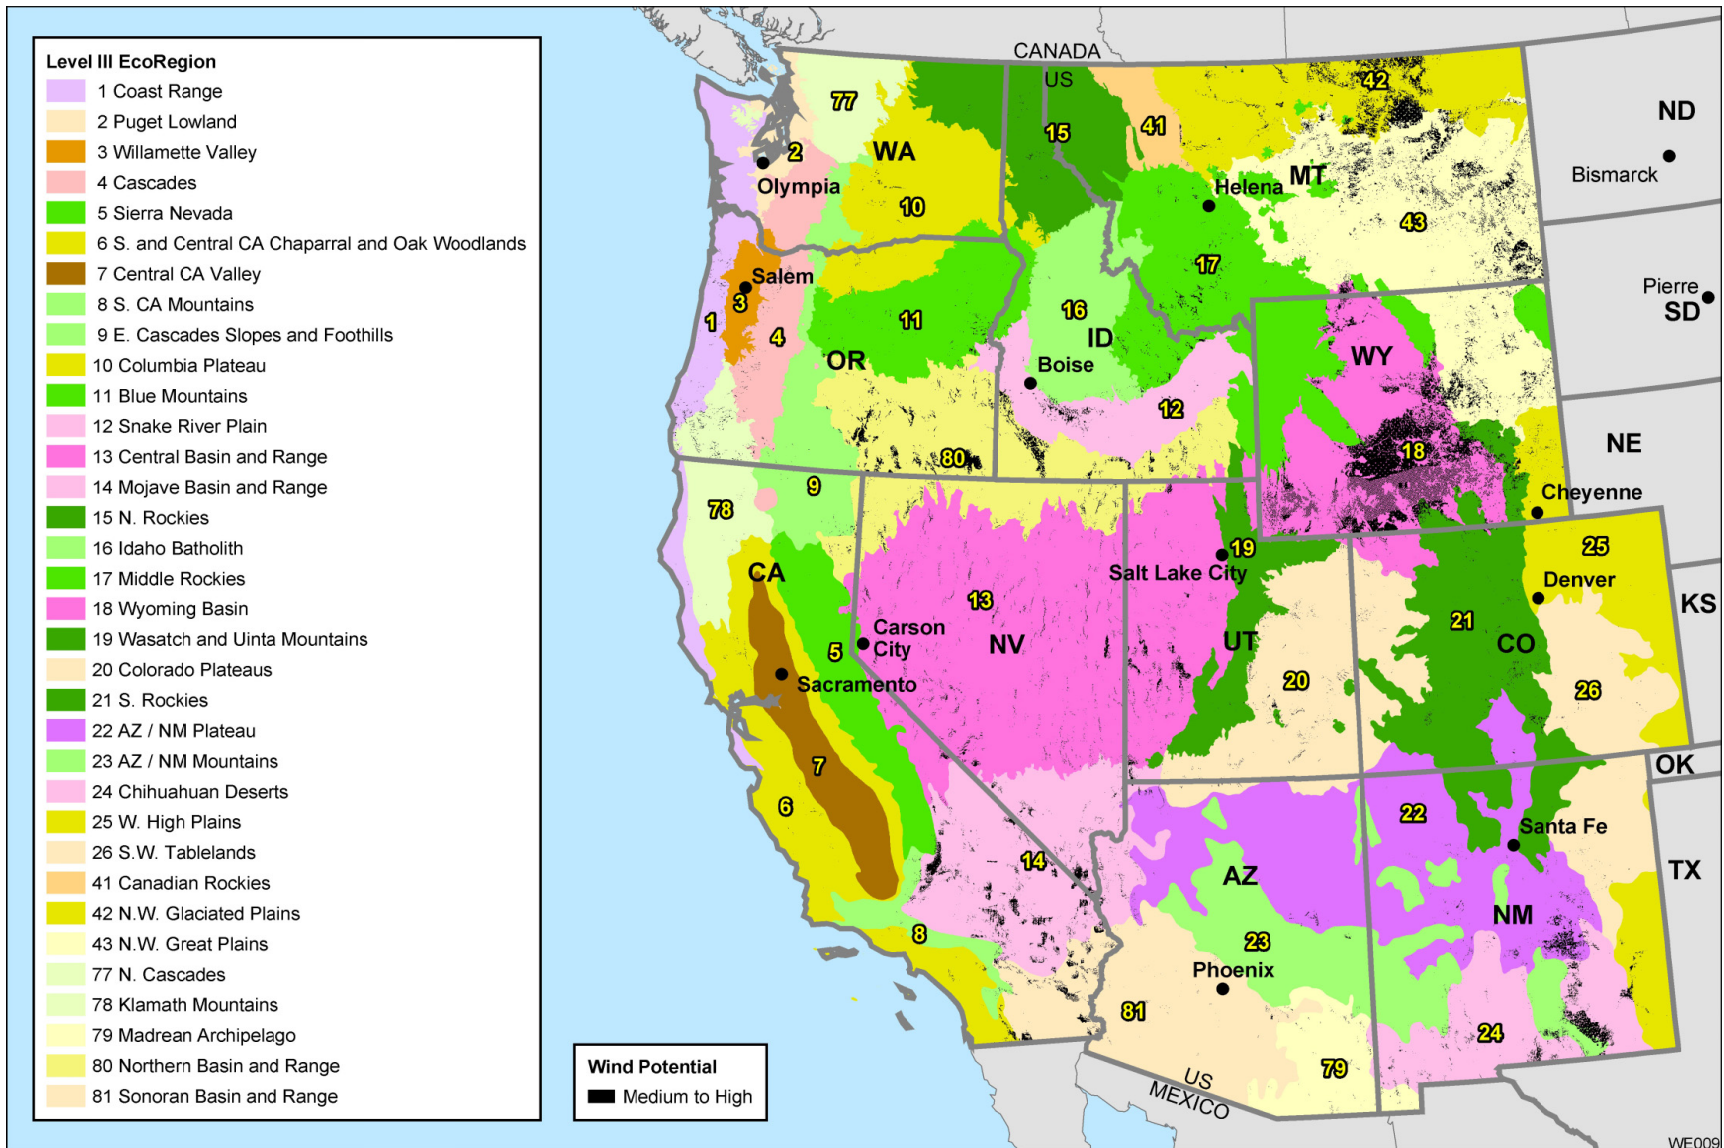 Level III EcoRegion
1 Coast Range
2 Puget Lowland
3 Willamette Valley
4 Cascades
5 Sierra Nevada
6 S. and Central CA Chaparral and Oak Woodlands
7 Central CA Valley
8 S. CA Mountains
9 E. Cascades Slopes and Foothills
10 Columbia Plateau
11 Blue Mountains
12 Snake River Plain
13 Central Basin and Range
14 Mojave Basin and Range
15 N. Rockies
16 Idaho Batholith
17 Middle Rockies
18 Wyoming Basin
19 Wasatch and Uinta Mountains
20 Colorado Plateaus
21 S. Rockies
22 AZ / NM Plateau
23 AZ / NM Mountains
24 Chihuahuan Deserts
25 W. High Plains
26 S.W. Tablelands
41 Canadian Rockies
42 N.W. Glaciated Plains
43 N.W. Great Plains
77 N. Cascades
78 Klamath Mountains
79 Madrean Archipelago
80 Northern Basin and Range
81 Sonoran Basin and Range
Wind Potential
Medium to High
CANADA
US
42
77
41
15
ND
2
WA
Bismarck
Olympia
Helena
MT
10
43
17
Salem
3
Pierre
SD
1
4
11
16
ID
OR
WY
Boise
12
NE
80
18
9
Cheyenne
78
19
25
CA
Salt Lake City
Denver
13
KS
21
Carson
City
5
NV
UT
CO
Sacramento
20
26
7
OK
6
22
Santa Fe
14
AZ
TX
NM
8
23
Phoenix
81
24
79
US
MEXICO
WE009